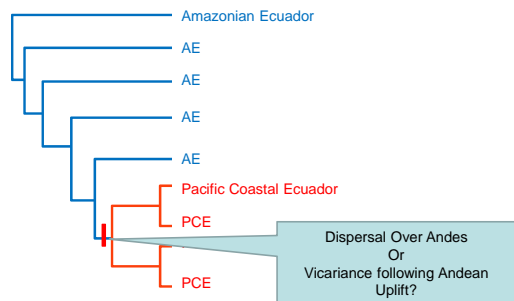 Amazonian Ecuador
AE
AE
AE
AE
Pacific Coastal Ecuador
PCE
PCE
Dispersal Over Andes
Or
Vicariance following Andean
Uplift?